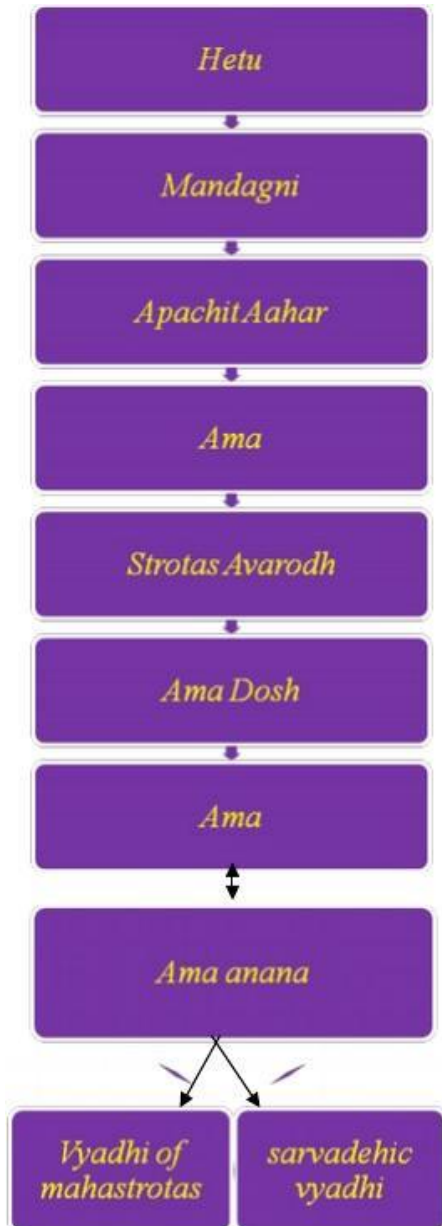 Hetu
Mandagni
Apachit Aahar
Ama
Strotas Avarodh
Ama Dosh
Ama
Ama anana
Vyadhi of
mahastrotas
sarvadehic
vyadhi